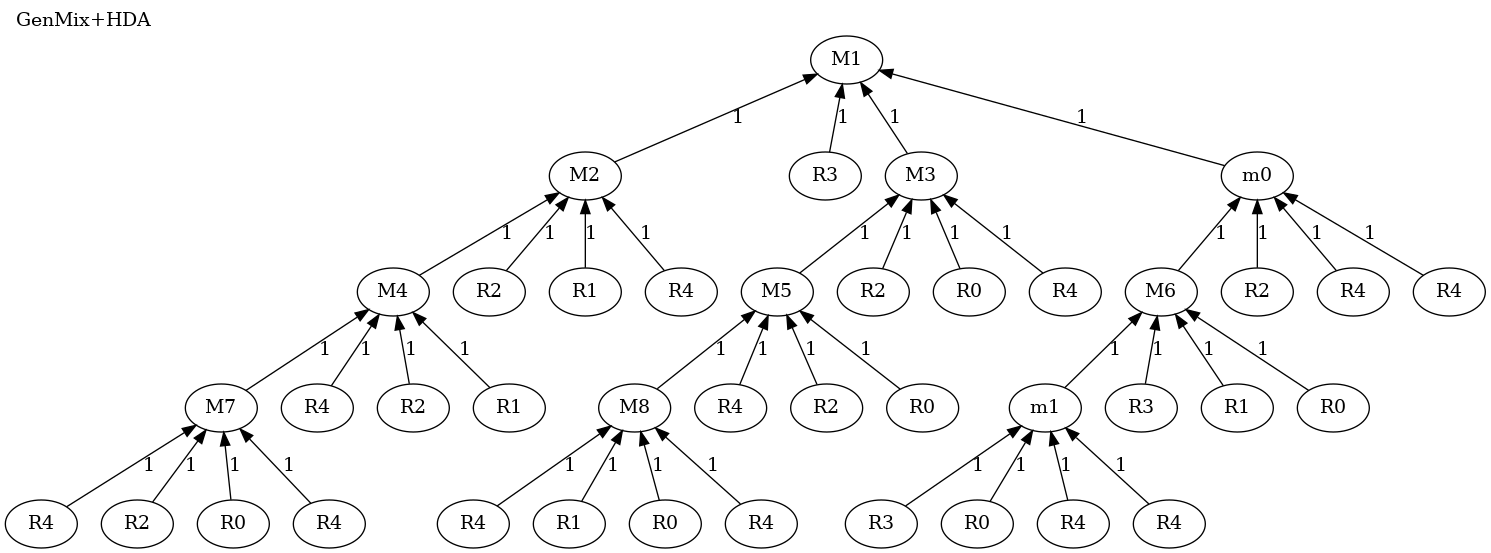 GenMix+HDA
M1
1 1 1 1
M2 R3 M3 m0
1 1 1 1 1 1 1 1 1 1 1 1
M4 R2 R1 R4 M5 R2 R0 R4 M6 R2 R4 R4
1 1 1 1 1 1 1 1 1 1 1 1
M7 R4 R2 R1 M8 R4 R2 R0 m1 R3 R1 R0
1 1 1 1 1 1 1 1 1 1 1 1
R4 R2 R0 R4 R4 R1 R0 R4 R3 R0 R4 R4